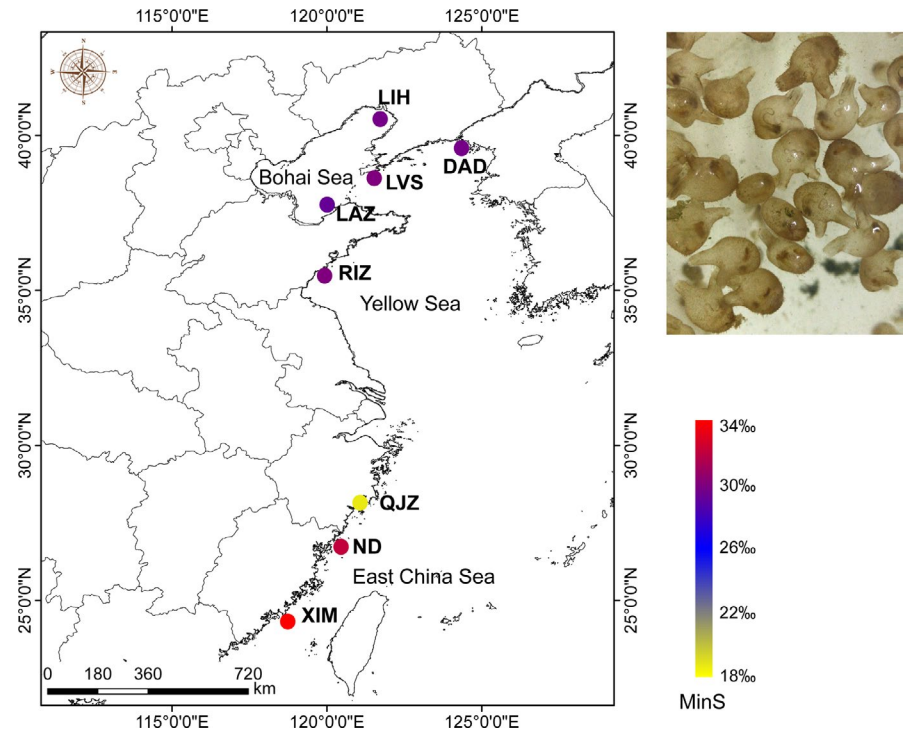 115°0'0"E 120°0'0"E 125°0'0"E
N
W E
S
LIH
40°0'0"N 40°0'0"N
DAD
Bohai Sea LVS
LAZ
RIZ
35°0'0"N Yellow Sea 35°0'0"N
34‰
30°0'0"N 30°0'0"N
30‰
QJZ
ND
26‰
East China Sea
25°0'0"N XIM 25°0'0"N
22‰
0 180 360 720
km
18‰
MinS
115°0'0"E 120°0'0"E 125°0'0"E